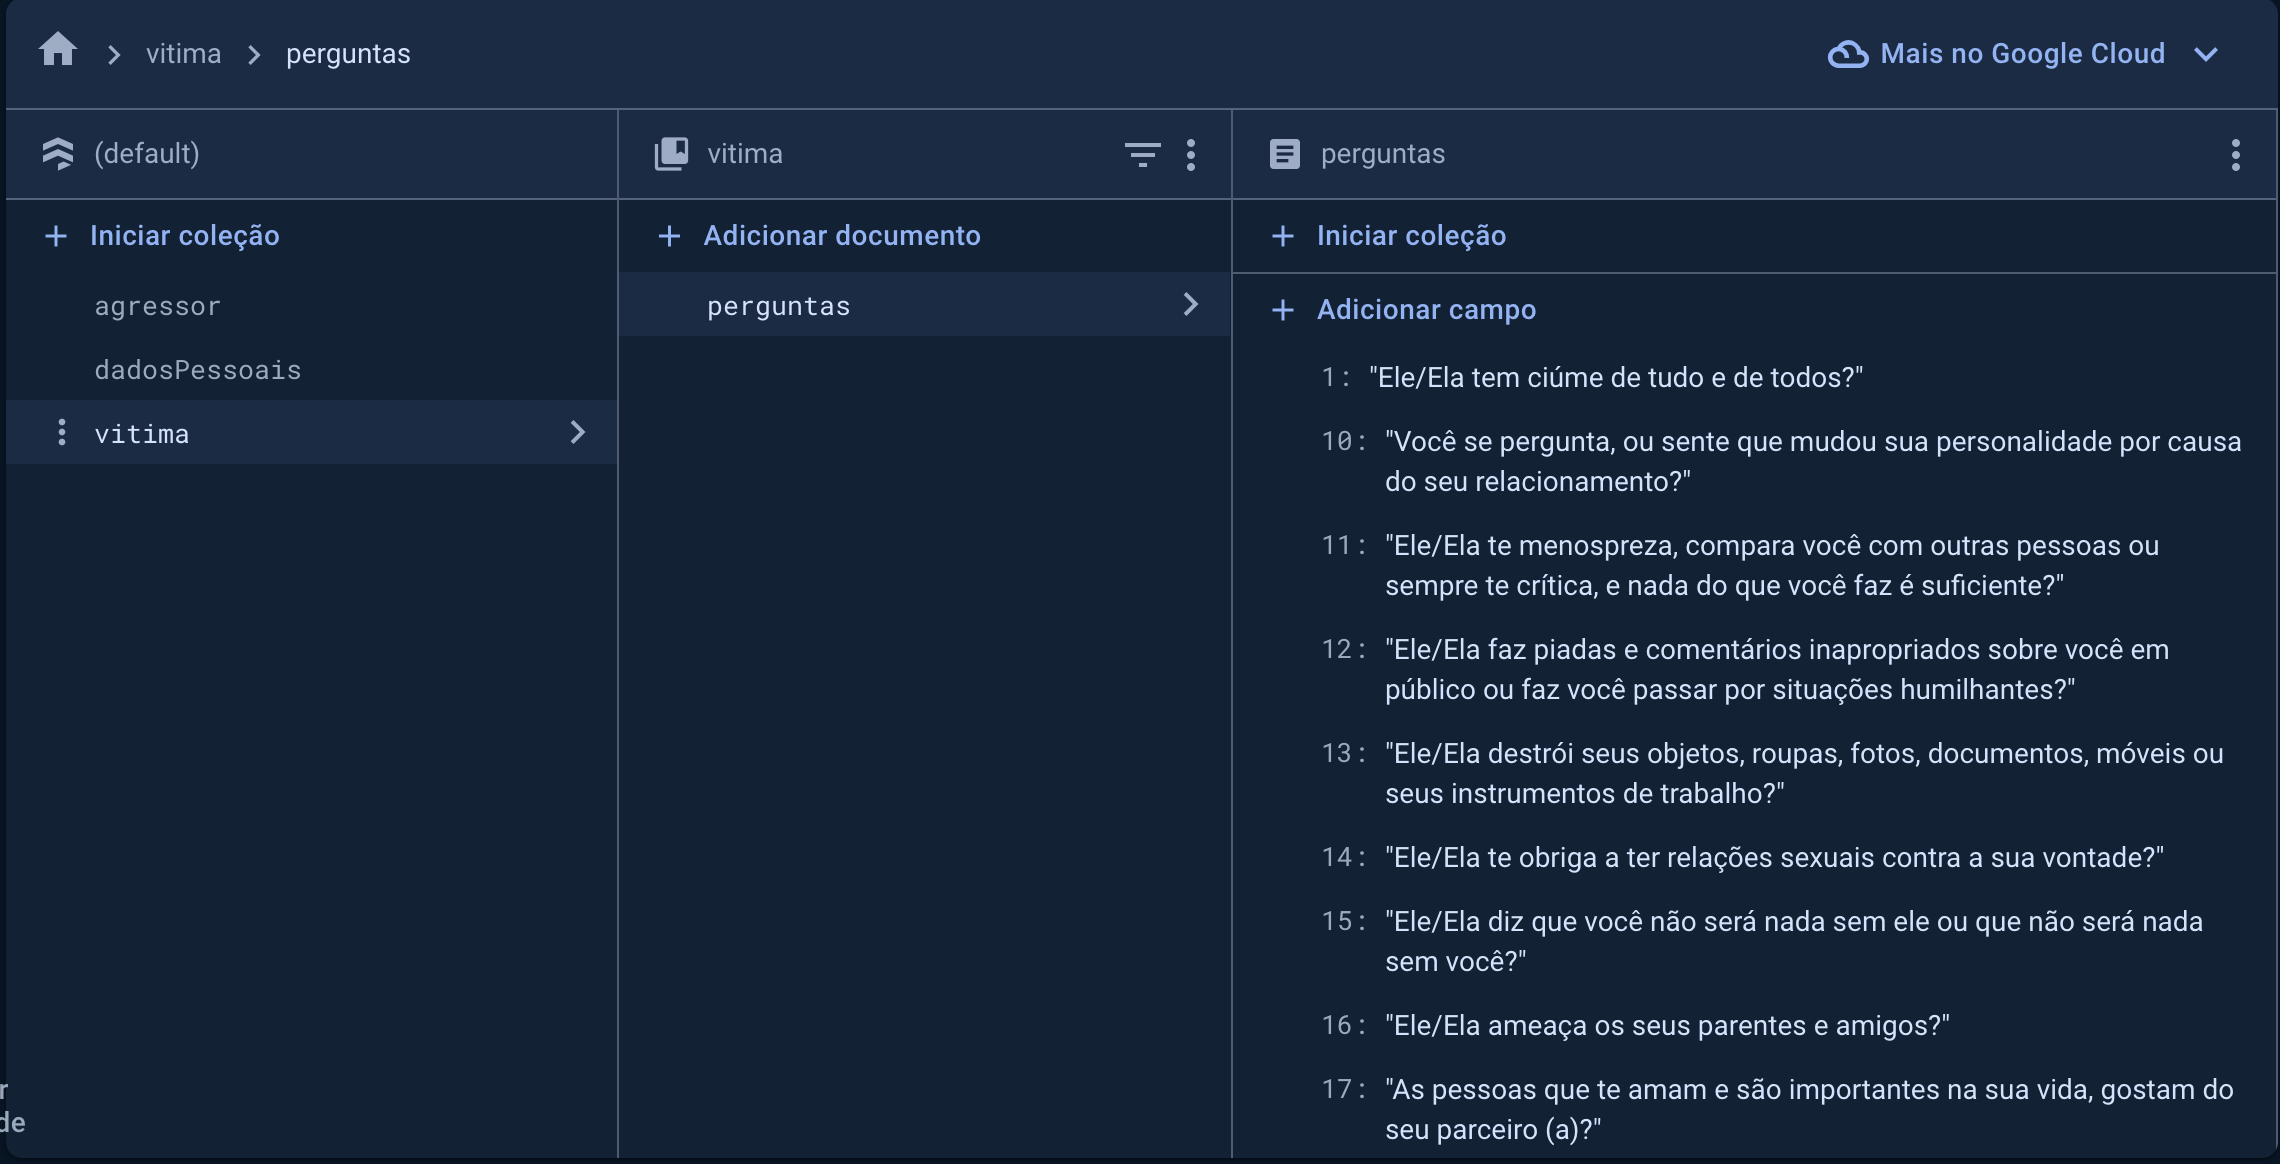 vitima
perguntas
Mais no Google Cloud
(default)
vitima
perguntas
Iniciar coleção
Adicionar documento
Iniciar coleção
agressor
dadosPessoais
vitima
perguntas
Adicionar campo
1: "Ele/Ela tem ciúme de tudo e de todos?"
10: "Você se pergunta, ou sente que mudou sua personalidade por causa
do seu relacionamento?"
11: "Ele/Ela te menospreza, compara você com outras pessoas ou
sempre te crítica, e nada do que você faz é suficiente?"
12: "Ele/Ela faz piadas e comentários inapropriados sobre você em
público ou faz você passar por situações humilhantes?"
13: "Ele/Ela destrói seus objetos, roupas, fotos, documentos, móveis ou
seus instrumentos de trabalho?"
14: "Ele/Ela te obriga a ter relações sexuais contra a sua vontade?"
15: "Ele/Ela diz que você não será nada sem ele ou que não será nada
sem você?"
16: "Ele/Ela ameaça os seus parentes e amigos?"
17: "As pessoas que te amam e são importantes na sua vida, gostam do
seu parceiro (a)?"
r
de